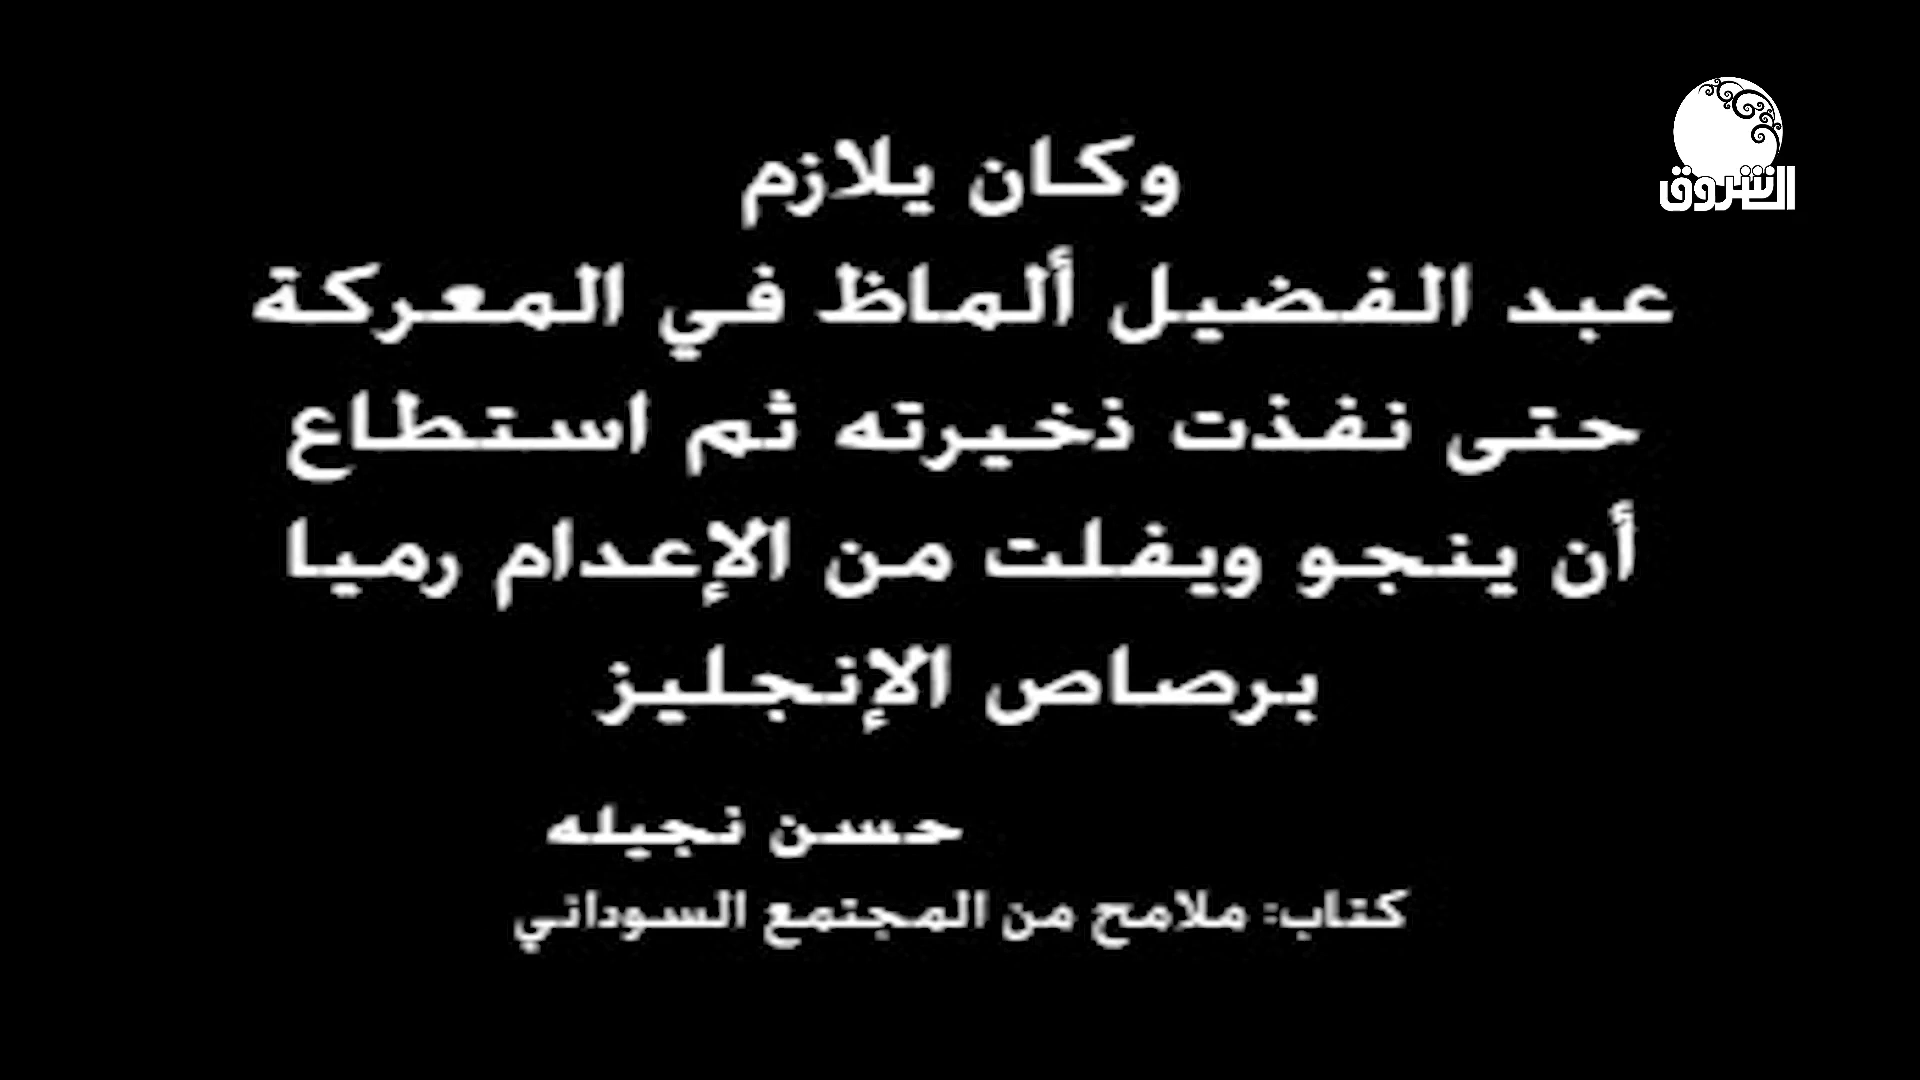 الشروق
وكان يلازم
عبد الفضيل ألماظ في المعركة
حتى نفذت ذخيرته ثم استطاع
أن ينجو ويفلت من الإعدام رميا
برصاص الإنجليز
حسن نجيله
كتاب: ملامح من المجتمع السوداني